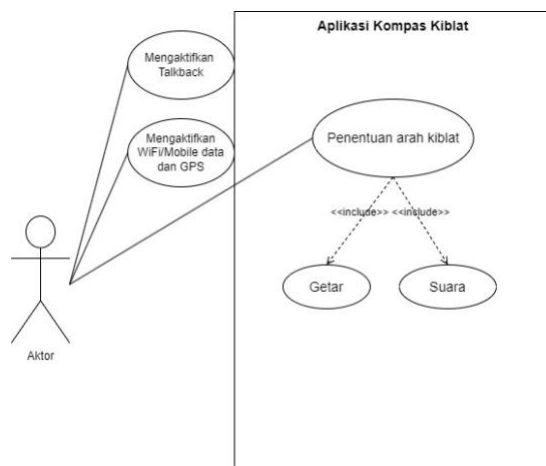 Aplikasi Kompas Kiblat
Mengaktifkan
Talkback
Mengaktifkan
WiFi/Mobile data
dan GPS
Penentuan arah kiblat
<<include>> <<include>>
Getar
Suara
Aktor